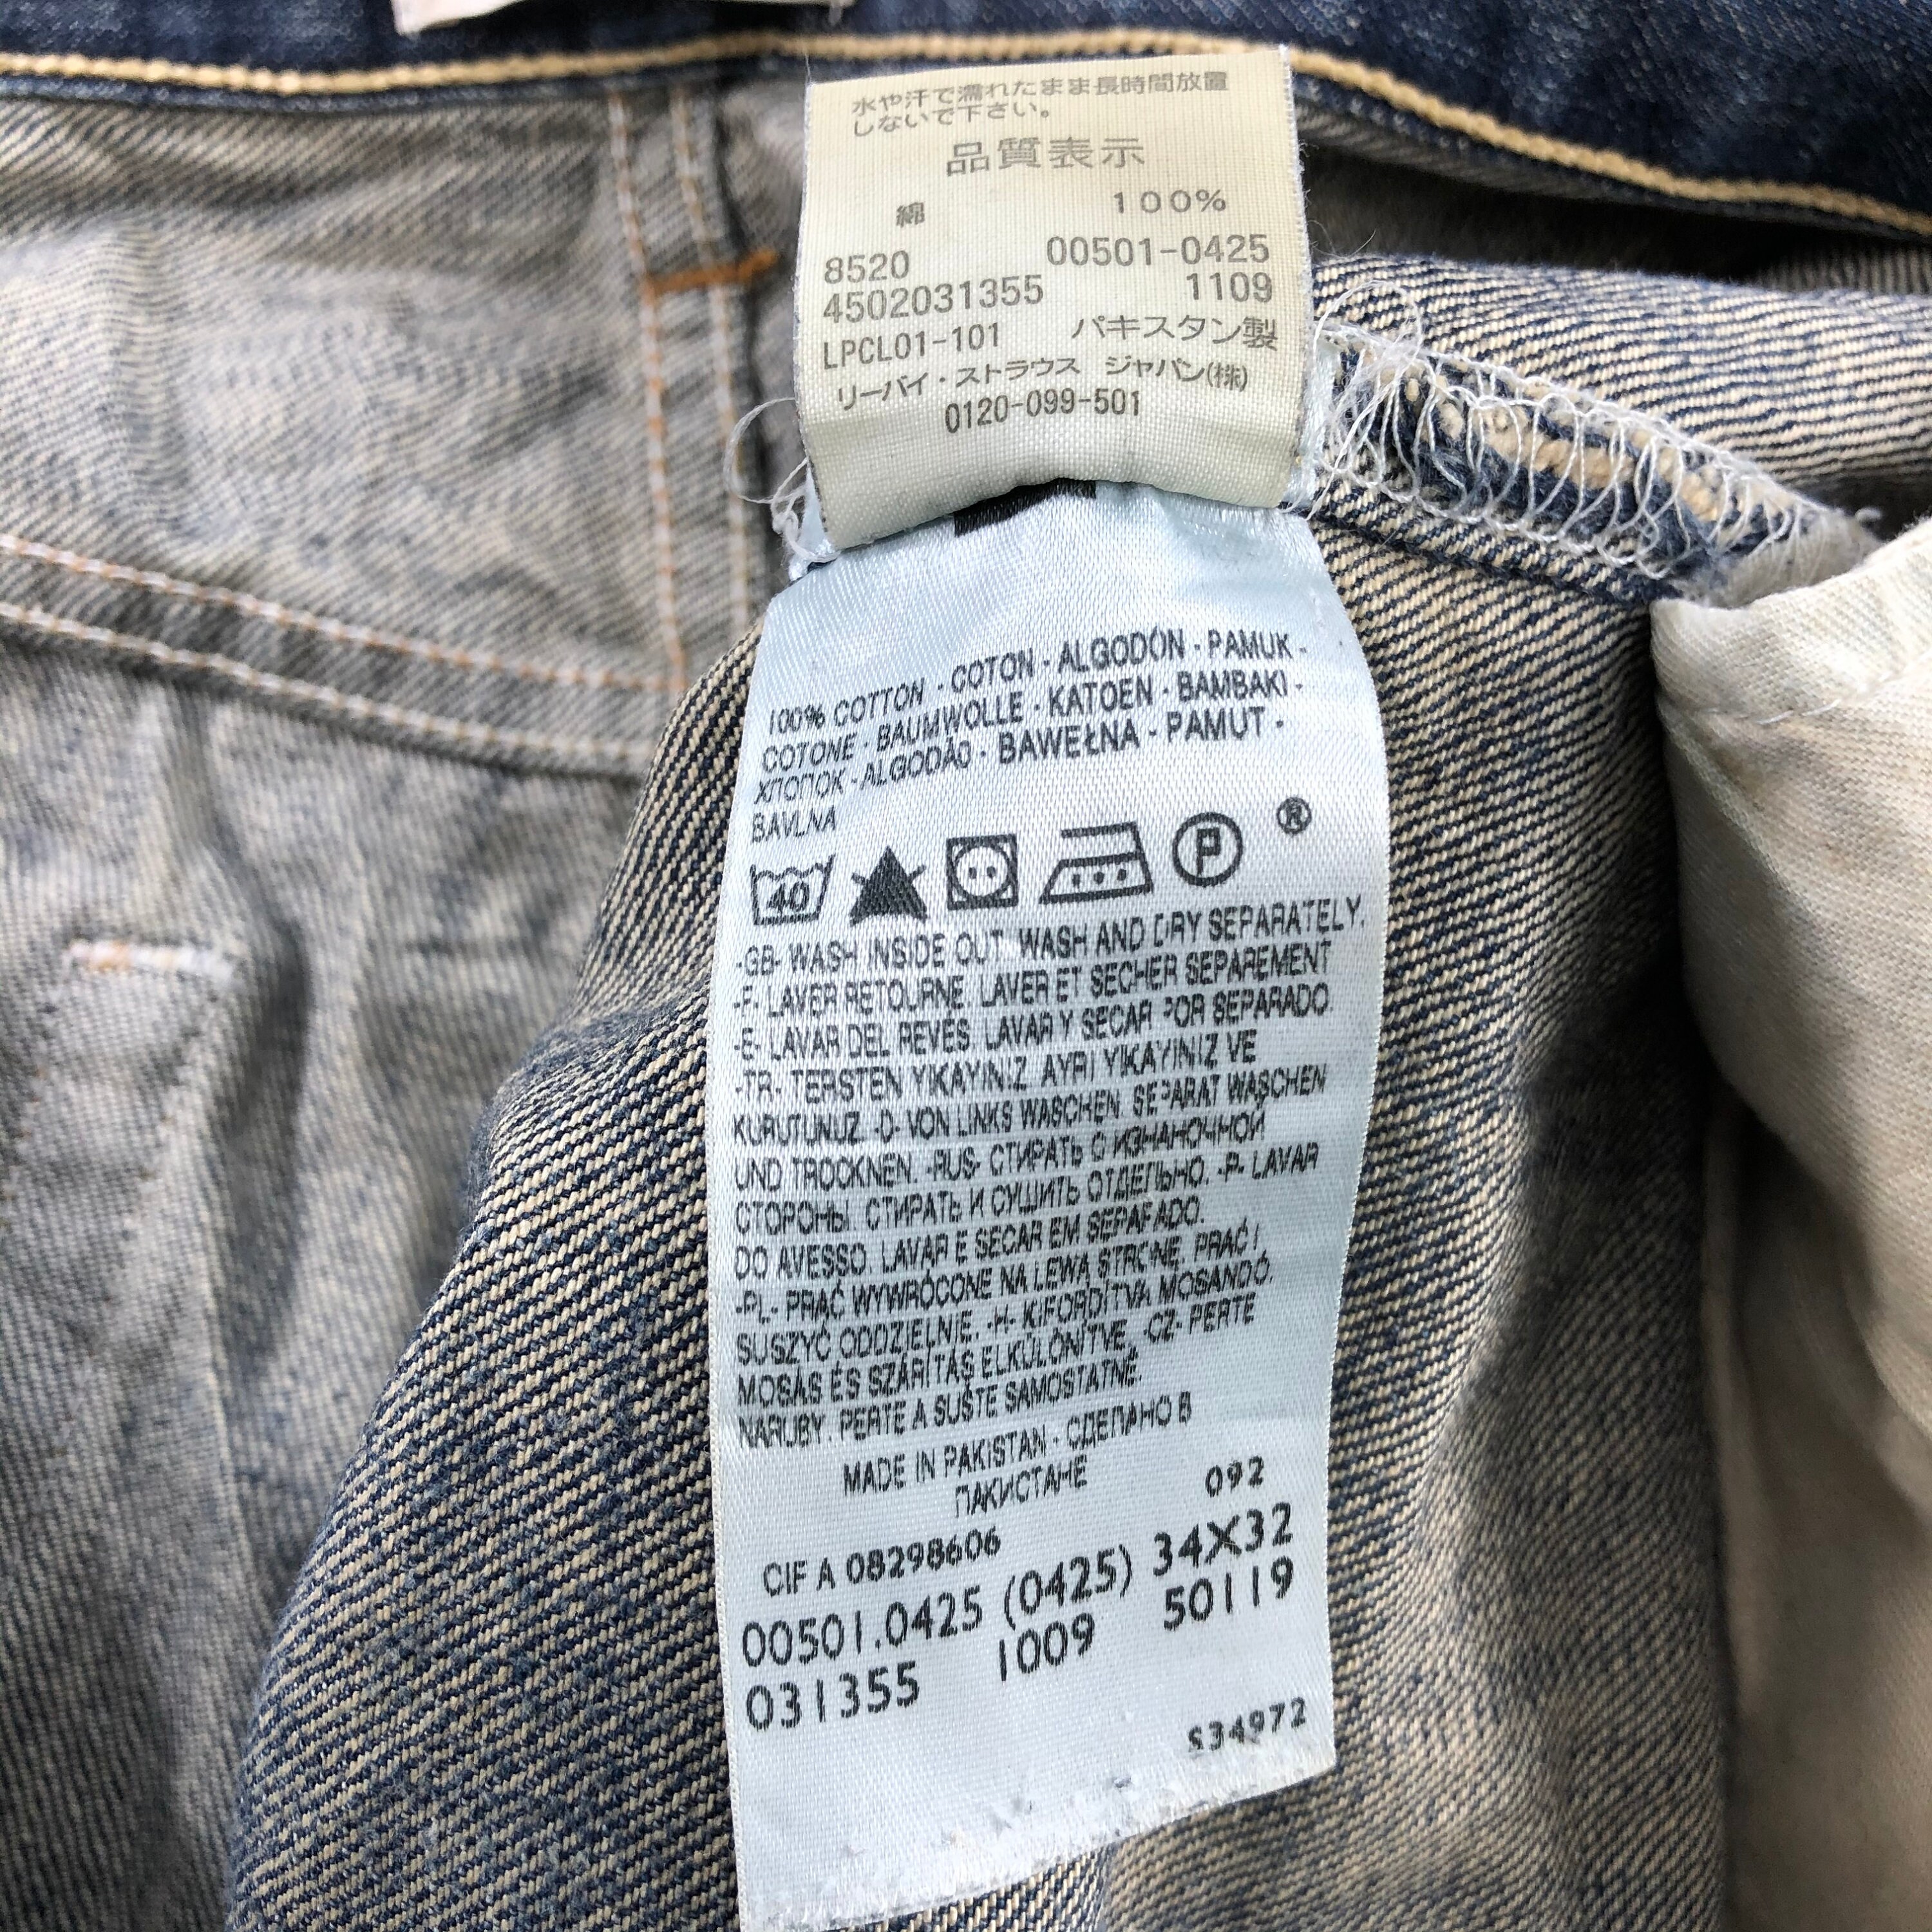 水や汗で濡れたまま長時間放置
しないで下さい。
品質表示
綿 100%
8520 00501-0425
4502031355 1109
LPCL01-101 パキスタン製
リーバイ・ストラウス ジャパン(株)
0120-099-501
100% COTTON - COTON - ALGODÓN - PAMUK -
COTONE - BAUMWOLLE - KATOEN - BAMBAKI -
ХЛОПОК - ALGODÃO - BAWEŁNA - PAMUT -
BAVLNA
40 P ®
-GB- WASH INSIDE OUT. WASH AND DRY SEPARATELY.
-F- LAVER RETOURNE. LAVER ET SECHER SEPAREMENT
-E- LAVAR DEL REVES. LAVAR Y SECAR POR SEPARADO.
-TR- TERSTEN YIKAYINIZ. AYRI YIKAYINIZ VE
KURUTUNUZ. -D- VON LINKS WASCHEN. SEPARAT WASCHEN
UND TROCKNEN. -RUS- СТИРАТЬ С ИЗНАНОЧНОЙ
СТОРОНЫ. СТИРАТЬ И СУШИТЬ ОТДЕЛЬНО. -P- LAVAR
DO AVESSO. LAVAR E SECAR EM SEPARADO.
-PL- PRAĆ WYWRÓCONE NA LEWĄ STRONĘ. PRAĆ I
SUSZYĆ ODDZIELNIE. -H- KIFORDÍTVA MOSANDÓ.
MOSÁS ÉS SZÁRÍTÁS ELKÜLÖNÍTVE. -CZ- PERTE
NARUBY. PERTE A SUŠTE SAMOSTATNĚ.
MADE IN PAKISTAN - СДЕЛАНО В
ПАКИСТАНЕ 092
CIF A 08298606
00501.0425 (0425) 34X32
031355 1009 50119
S34972